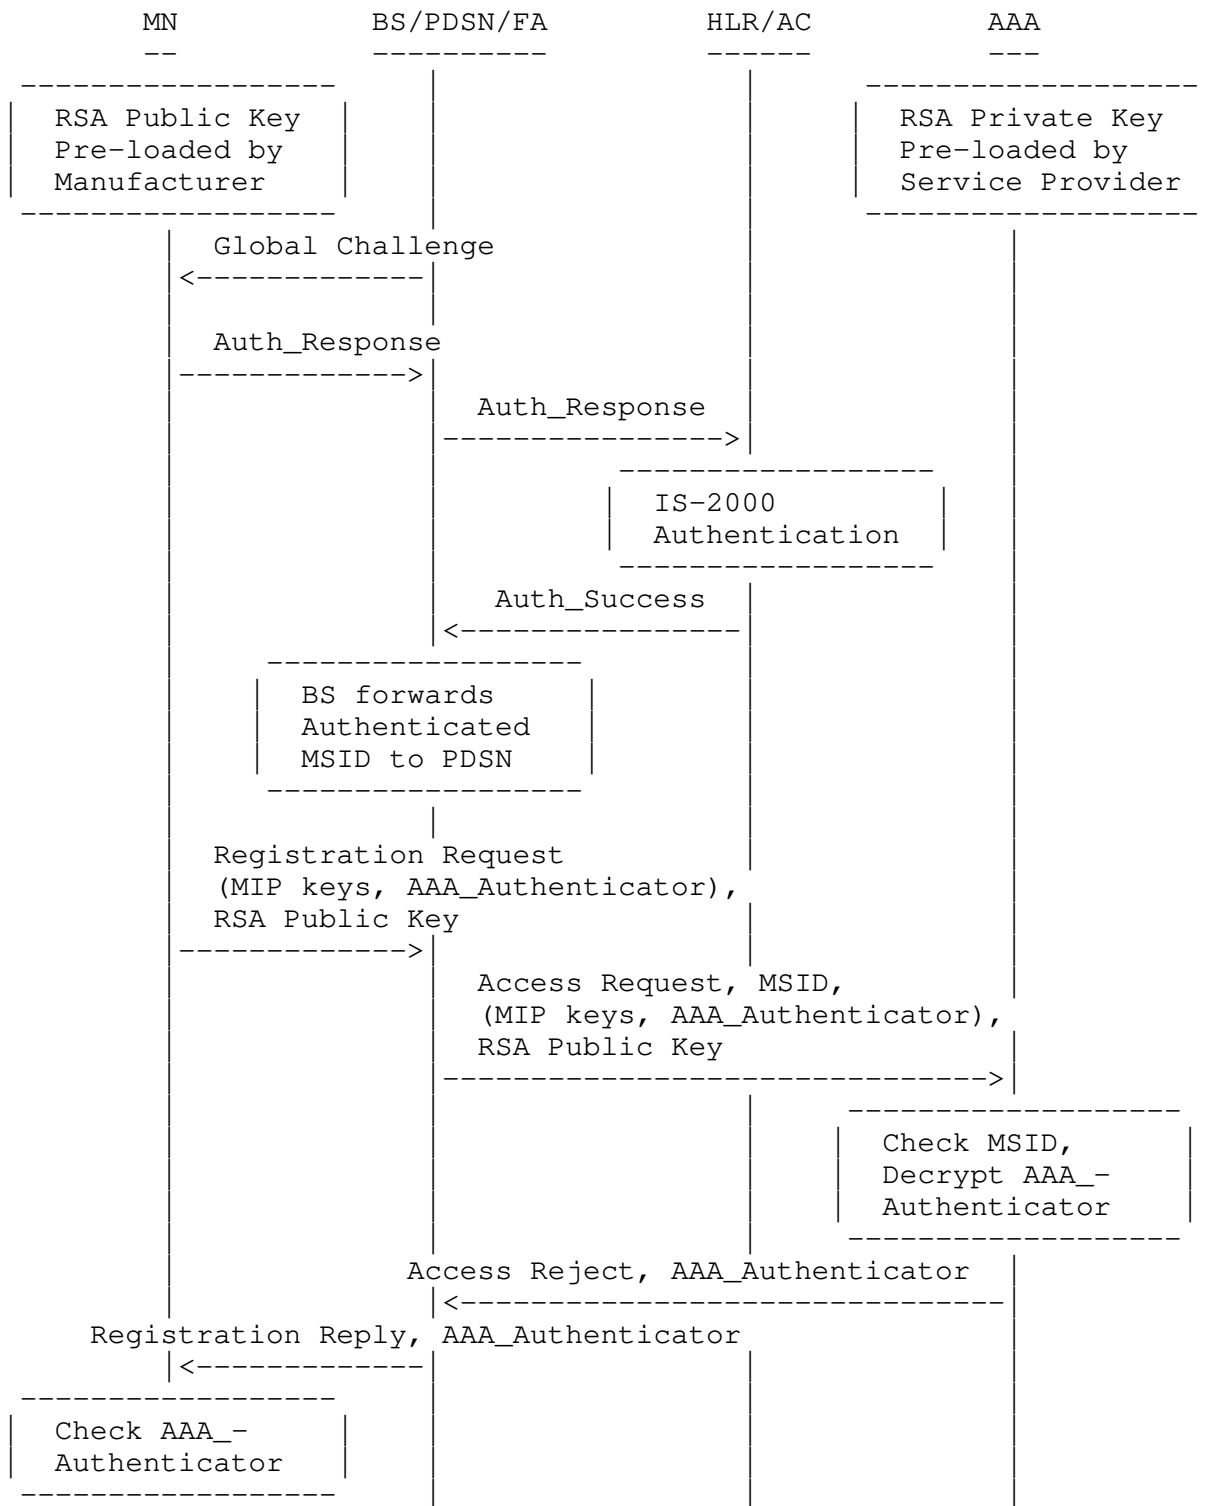 MN BS/PDSN/FA HLR/AC AAA
RSA Public Key RSA Private Key
Pre-loaded by Pre-loaded by
Manufacturer Service Provider
Global Challenge
Auth_Response
Auth_Response
IS-2000
Authentication
Auth_Success
BS forwards
Authenticated
MSID to PDSN
Registration Request
(MIP keys, AAA_Authenticator),
RSA Public Key
Access Request, MSID,
(MIP keys, AAA_Authenticator),
RSA Public Key
Check MSID,
Decrypt AAA_-
Authenticator
Access Reject, AAA_Authenticator
Registration Reply, AAA_Authenticator
Check AAA_-
Authenticator